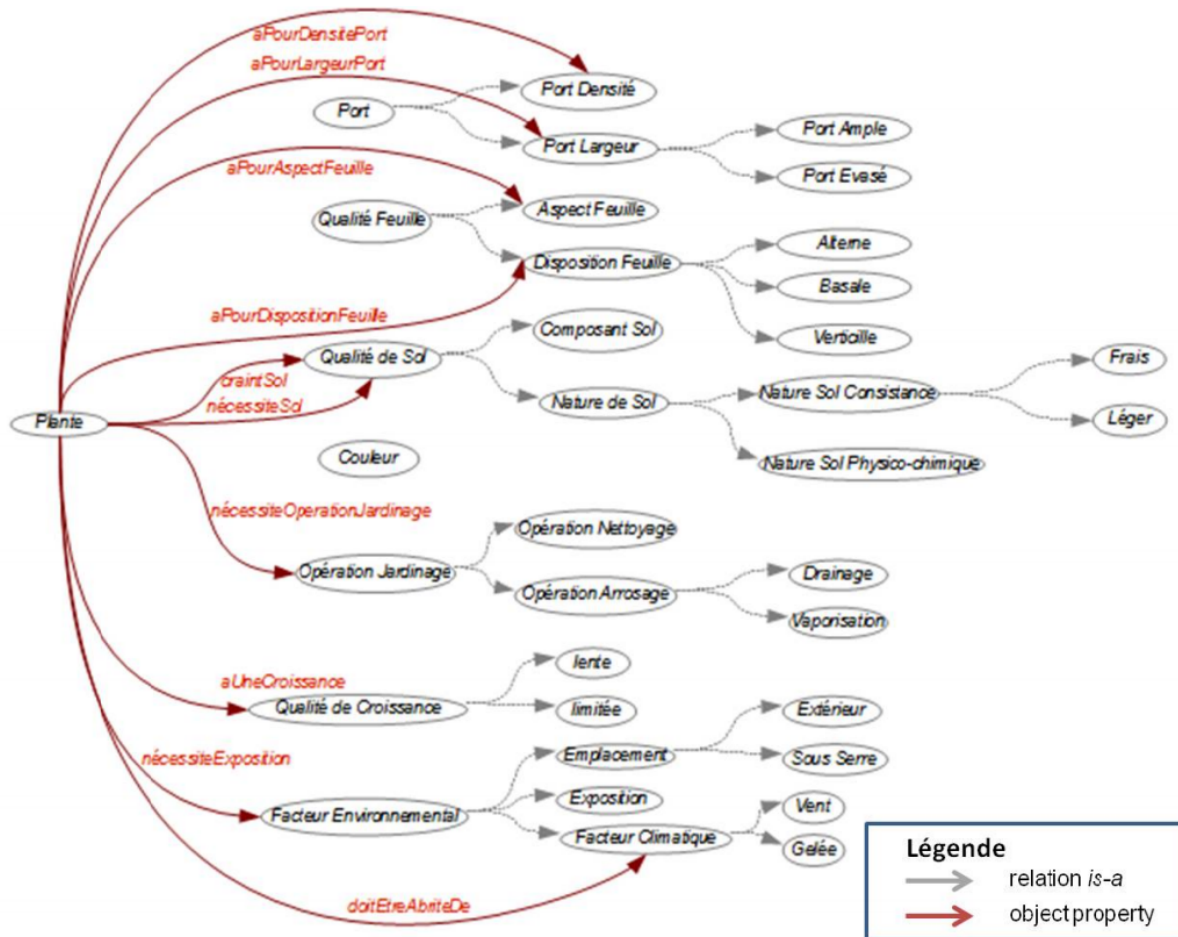 aPourDensitePort
aPourLargeurPort
Port Densité
Port
Port Largeur
Port Ample
Port Evasé
aPourAspectFeuille
Qualité Feuille
Aspect Feuille
Disposition Feuille
Alterne
Basale
Verticille
aPourDispositionFeuille
Composant Sol
Qualité de Sol
craintSol
nécessiteSol
Nature de Sol
Nature Sol Consistance
Frais
Léger
Plante
Couleur
Nature Sol Physico-chimique
nécessiteOperationJardinage
Opération Nettoyage
Opération Jardinage
Opération Arrosage
Drainage
Vaporisation
aUneCroissance
lente
Qualité de Croissance
limitée
nécessiteExposition
Emplacement
Extérieur
Sous Serre
Exposition
Facteur Environnemental
Facteur Climatique
Vent
Gelée
doitEtreAbriteDe
Légende
relation is-a
object property